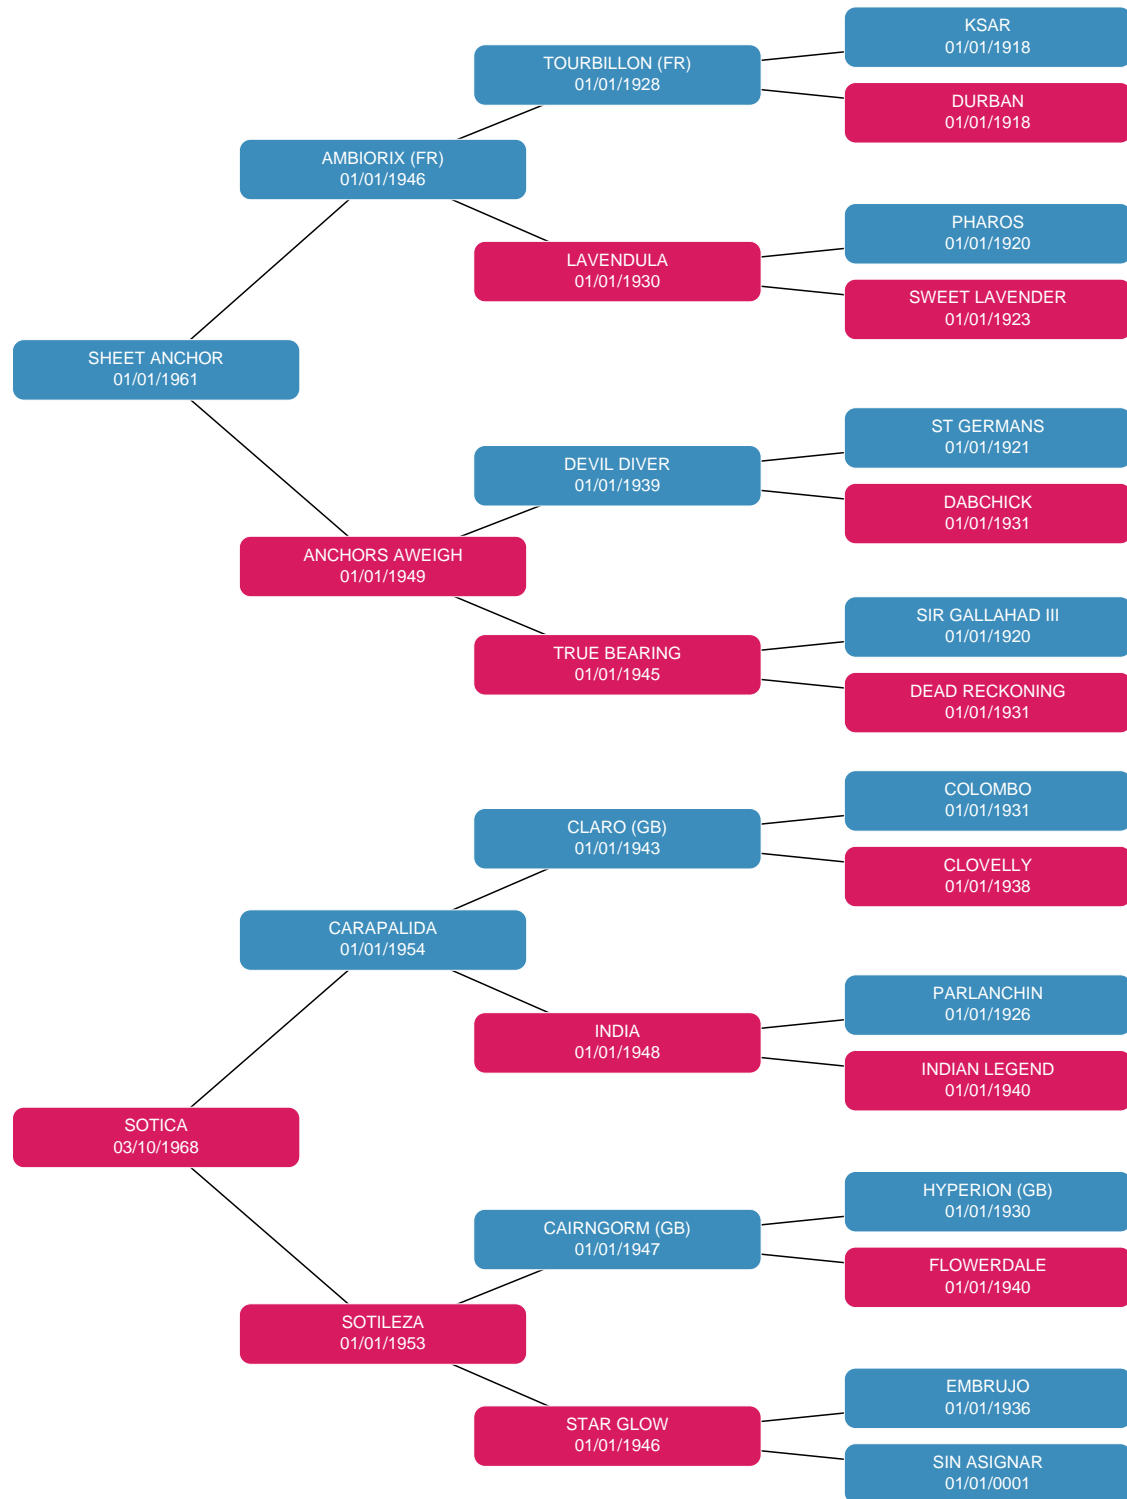 KSAR
01/01/1918
TOURBILLON (FR)
01/01/1928
DURBAN
01/01/1918
AMBIORIX (FR)
01/01/1946
PHAROS
01/01/1920
LAVENDULA
01/01/1930
SWEET LAVENDER
01/01/1923
SHEET ANCHOR
01/01/1961
ST GERMANS
01/01/1921
DEVIL DIVER
01/01/1939
DABCHICK
01/01/1931
ANCHORS AWEIGH
01/01/1949
SIR GALLAHAD III
01/01/1920
TRUE BEARING
01/01/1945
DEAD RECKONING
01/01/1931
COLOMBO
01/01/1931
CLARO (GB)
01/01/1943
CLOVELLY
01/01/1938
CARAPALIDA
01/01/1954
PARLANCHIN
01/01/1926
INDIA
01/01/1948
INDIAN LEGEND
01/01/1940
SOTICA
03/10/1968
HYPERION (GB)
01/01/1930
CAIRNGORM (GB)
01/01/1947
FLOWERDALE
01/01/1940
SOTILEZA
01/01/1953
EMBRUJO
01/01/1936
STAR GLOW
01/01/1946
SIN ASIGNAR
01/01/0001